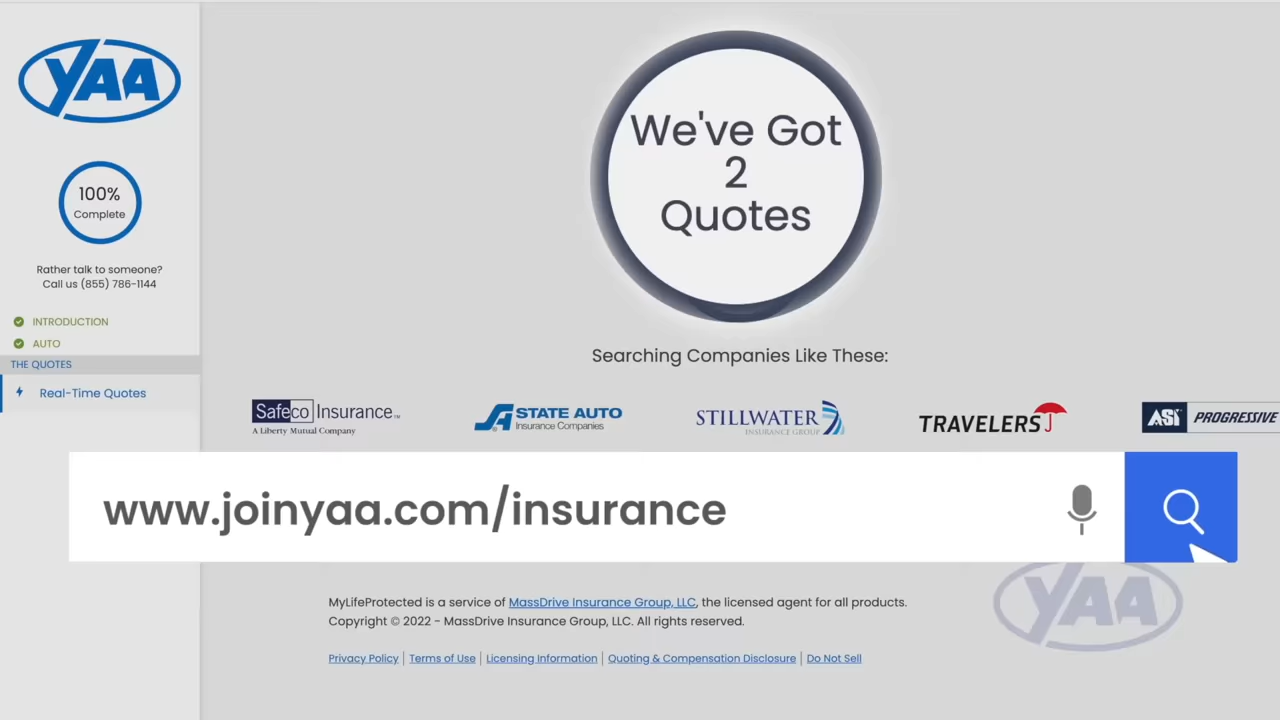 YAA
100%
Complete
Rather talk to someone?
Call us (855) 786-1144
INTRODUCTION
AUTO
THE QUOTES
Real-Time Quotes
We've Got
2
Quotes
Searching Companies Like These:
Safeco Insurance™
A Liberty Mutual Company
SA STATE AUTO
Insurance Companies
STILLWATER
INSURANCE GROUP
TRAVELERS
ASI PROGRESSIVE
www.joinyaa.com/insurance
YAA
MyLifeProtected is a service of MassDrive Insurance Group, LLC, the licensed agent for all products.
Copyright © 2022 - MassDrive Insurance Group, LLC. All rights reserved.
Privacy Policy | Terms of Use | Licensing Information | Quoting & Compensation Disclosure | Do Not Sell